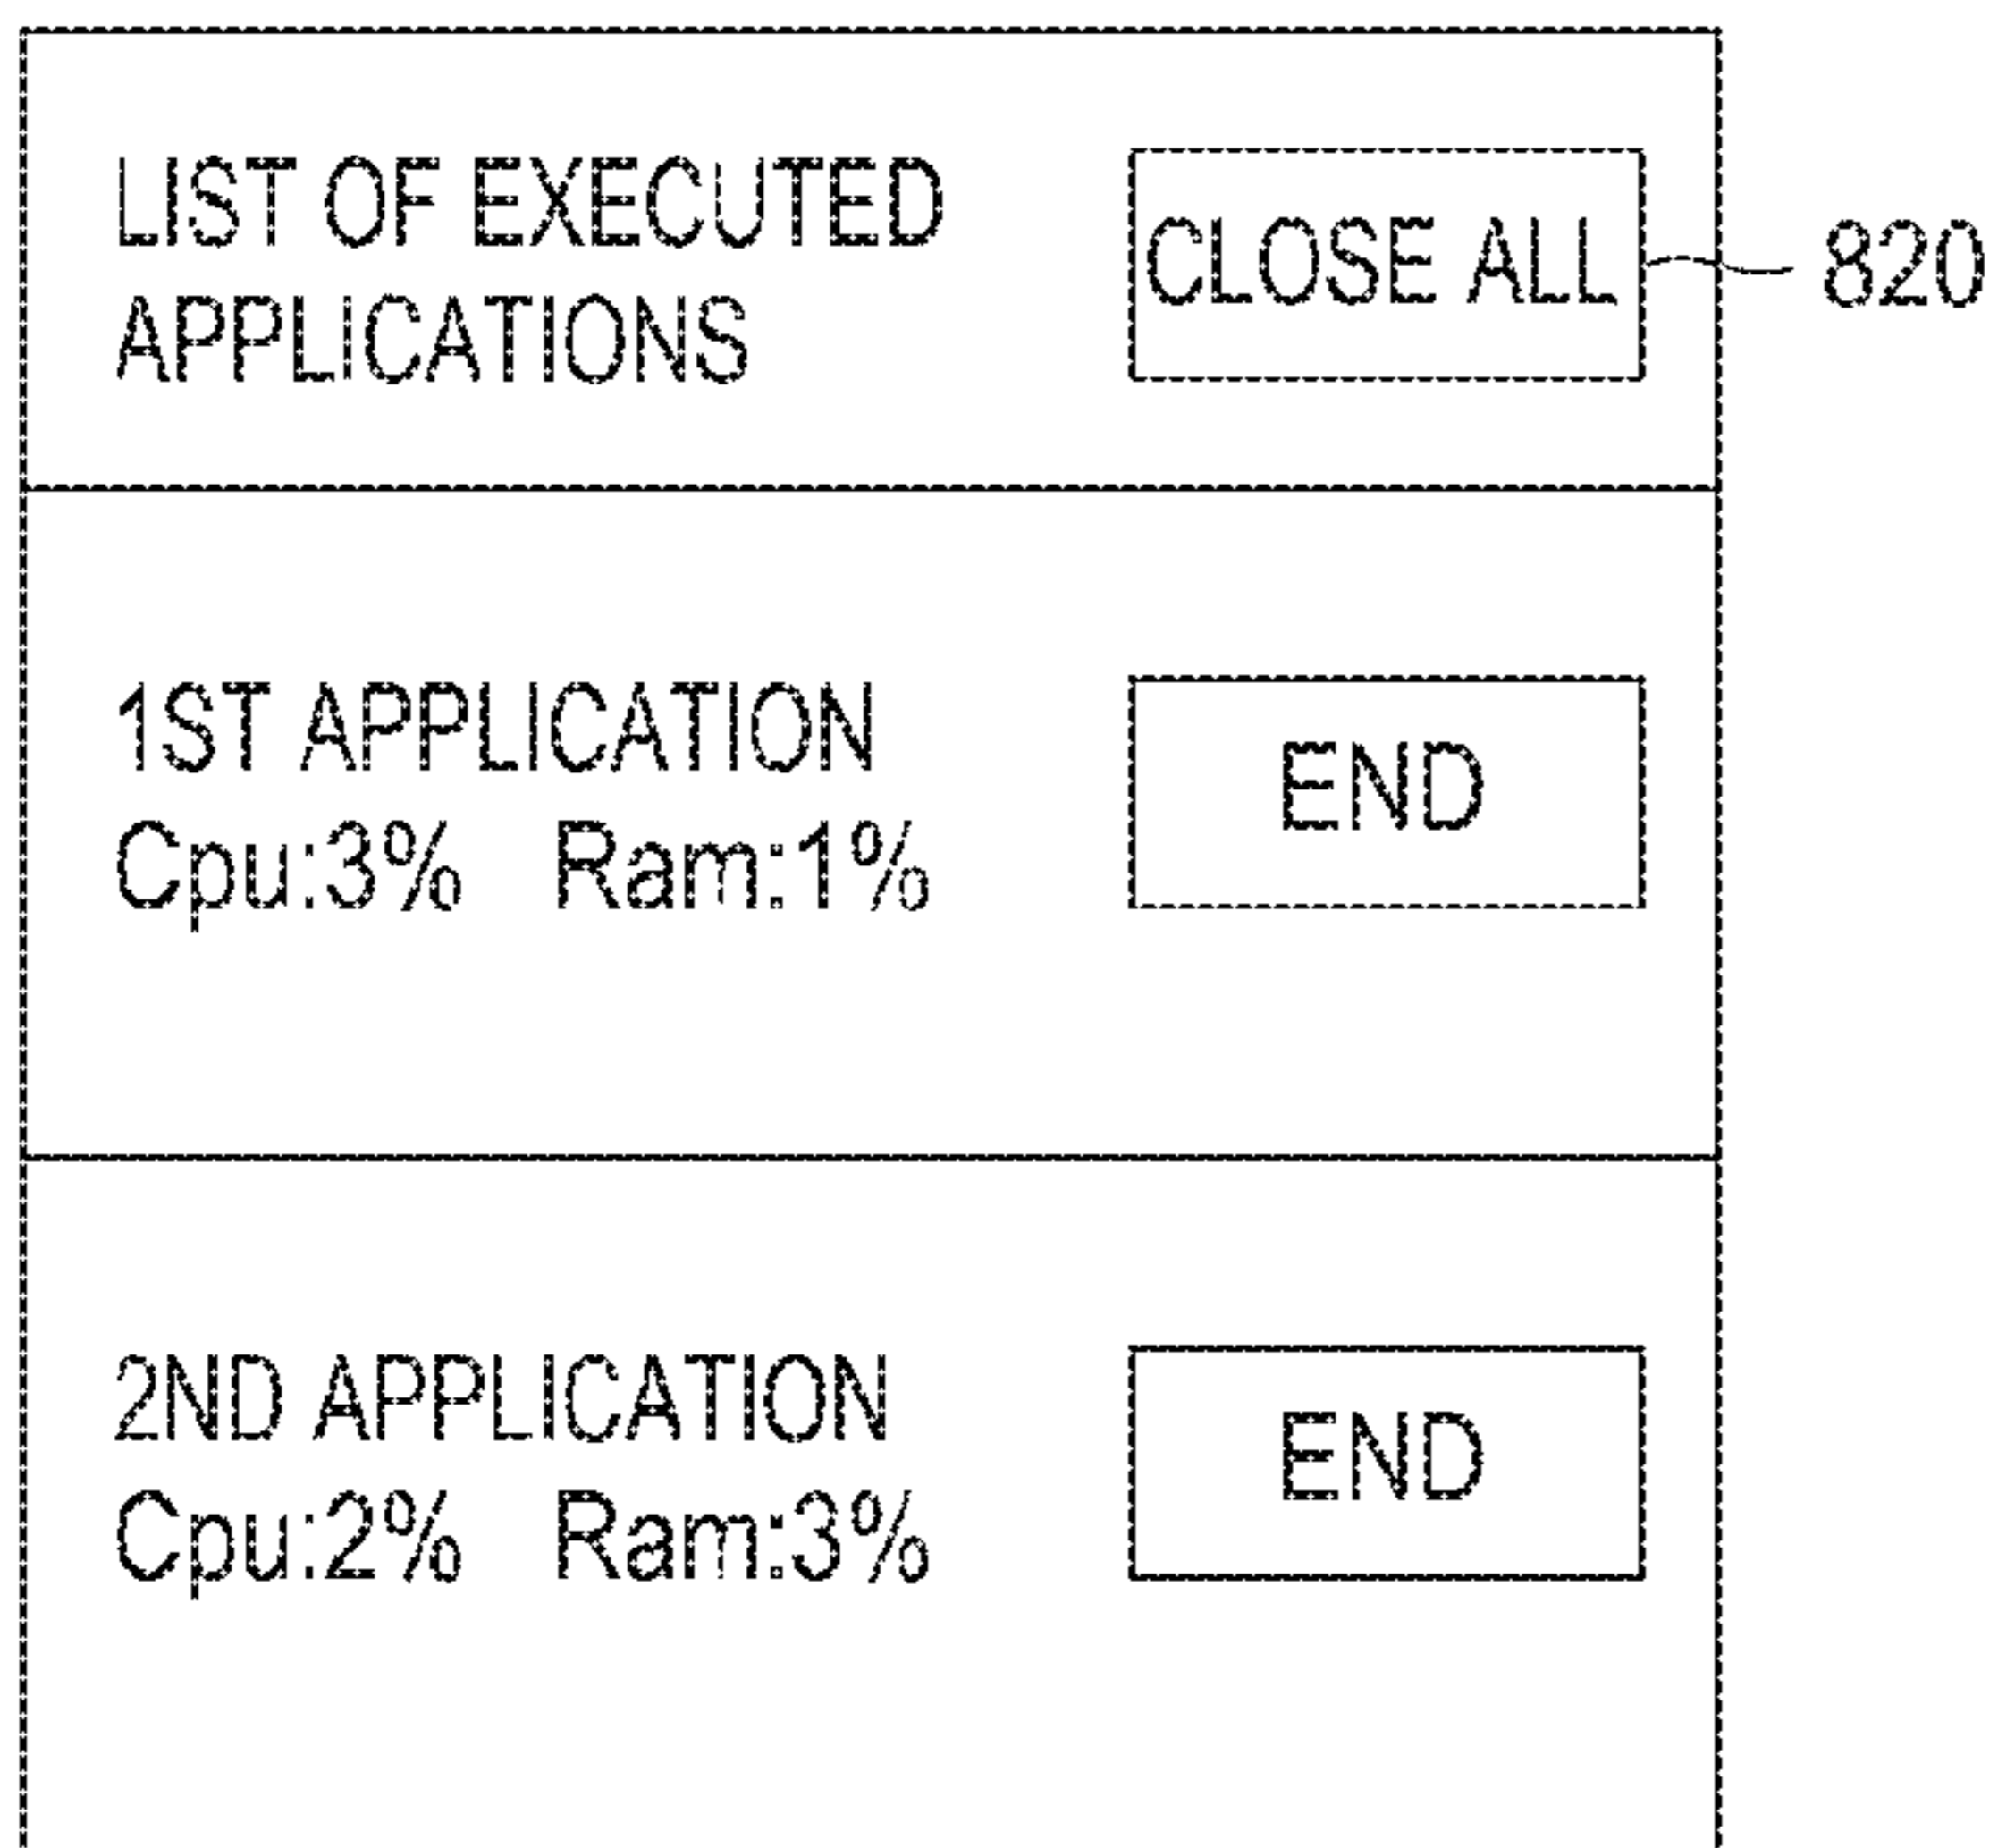 LIST OF EXECUTED
APPLICATIONS
CLOSE ALL
820
1ST APPLICATION
Cpu:3% Ram:1%
END
2ND APPLICATION
Cpu:2% Ram:3%
END